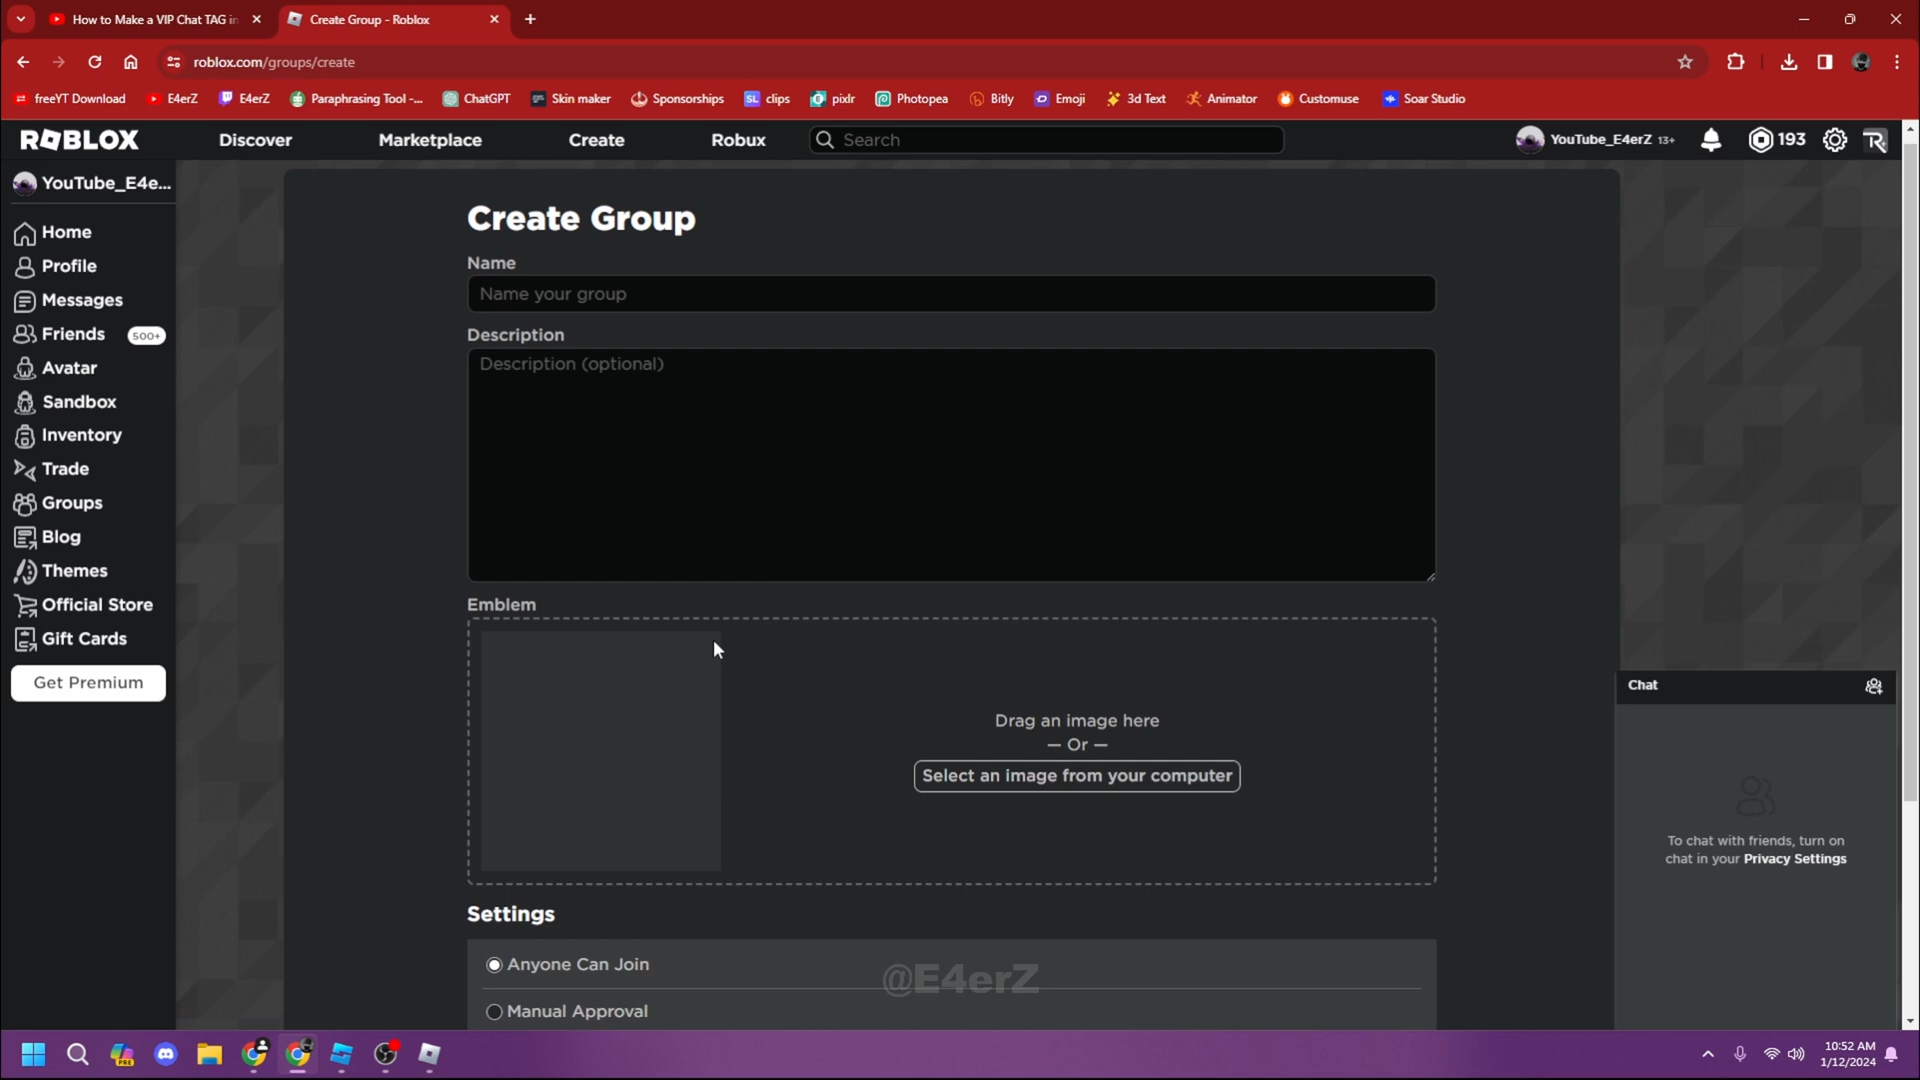 How to Make a VIP Chat TAG in
Create Group - Roblox
roblox.com/groups/create
freeYT Download
E4erZ
E4erZ
Paraphrasing Tool -...
ChatGPT
Skin maker
Sponsorships
SL clips
pixlr
Photopea
Bitly
Emoji
3d Text
Animator
Customuse
Soar Studio
ROBLOX
Discover
Marketplace
Create
Robux
Search
YouTube_E4erZ 13+
193
YouTube_E4e...
Home
Profile
Messages
Friends 500+
Avatar
Sandbox
Inventory
Trade
Groups
Blog
Themes
Official Store
Gift Cards
Get Premium
Create Group
Name
Name your group
Description
Description (optional)
Emblem
Drag an image here
— Or —
Select an image from your computer
Settings
Anyone Can Join
Manual Approval
@E4erZ
Chat
To chat with friends, turn on
chat in your Privacy Settings
PRE
10:52 AM
1/12/2024